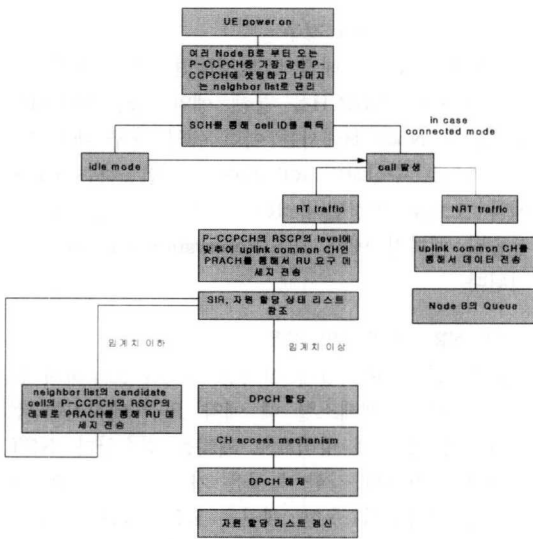 UE power on
여러 Node B로 부터 오는
P-CCPCH중 가장 강한 P-
CCPCH에 셋팅하고 나머지
는 neighbor list로 관리
SCH를 통해 cell ID를 획득
in case
connected mode
idle mode
call 발생
RT traffic
NRT traffic
P-CCPCH의 RSCP의 level에
맞추어 uplink common CH인
PRACH를 통해서 RU 요구 메
세지 전송
uplink common CH를
통해서 데이터 전송
SIR, 자원 할당 상태 리스트
참조
Node B의 Queue
임계치 이하
임계치 이상
neighbor list의 candidate
cell의 P-CCPCH의 RSCP의
레벨로 PRACH를 통해 RU 메
세지 전송
DPCH 할당
CH access mechanism
DPCH 해제
자원 할당 리스트 갱신